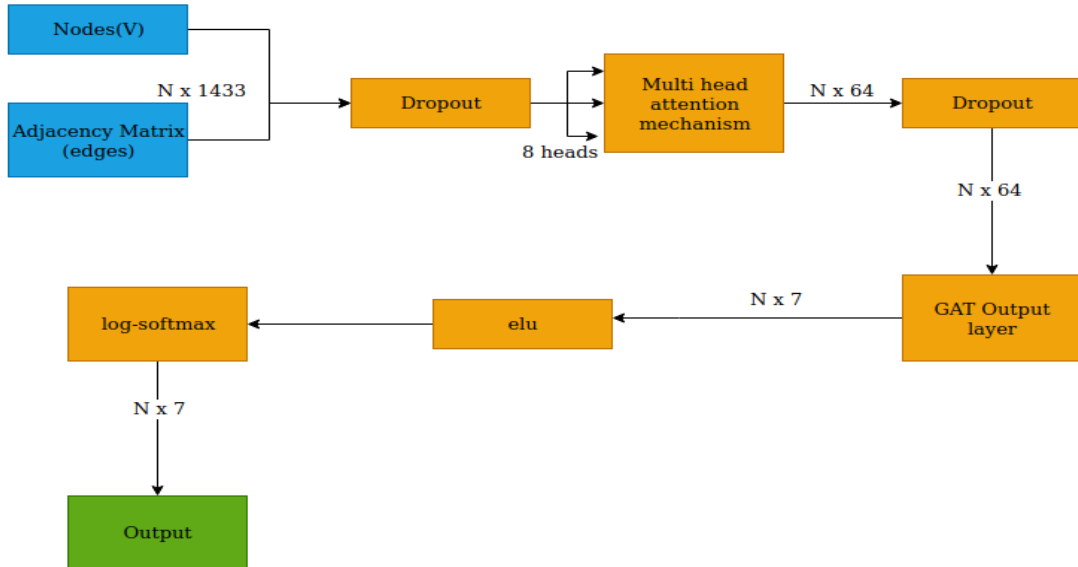 Nodes(V)
N x 1433
Adjacency Matrix
(edges)
Dropout
8 heads
Multi head
attention
mechanism
N x 64
Dropout
N x 64
GAT Output
layer
N x 7
elu
log-softmax
N x 7
Output